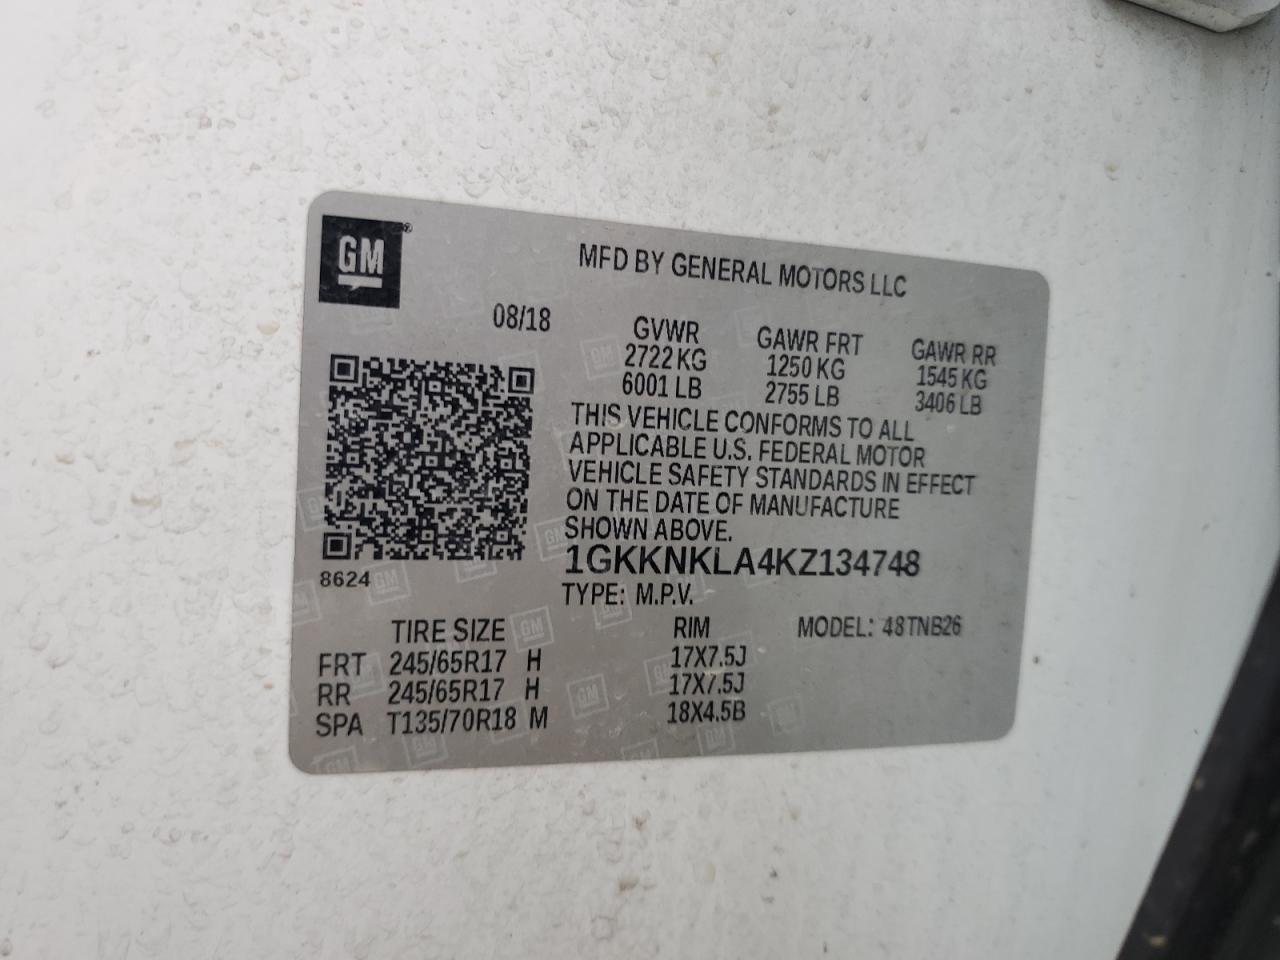 GM®
MFD BY GENERAL MOTORS LLC
08/18
GVWR GAWR FRT GAWR RR
2722 KG 1250 KG 1545 KG
6001 LB 2755 LB 3406 LB
THIS VEHICLE CONFORMS TO ALL
APPLICABLE U.S. FEDERAL MOTOR
VEHICLE SAFETY STANDARDS IN EFFECT
ON THE DATE OF MANUFACTURE
SHOWN ABOVE.
1GKKNKLA4KZ134748
8624
TYPE: M.P.V.
TIRE SIZE RIM MODEL: 48TNB26
FRT 245/65R17 H 17X7.5J
RR 245/65R17 H 17X7.5J
SPA T135/70R18 M 18X4.5B